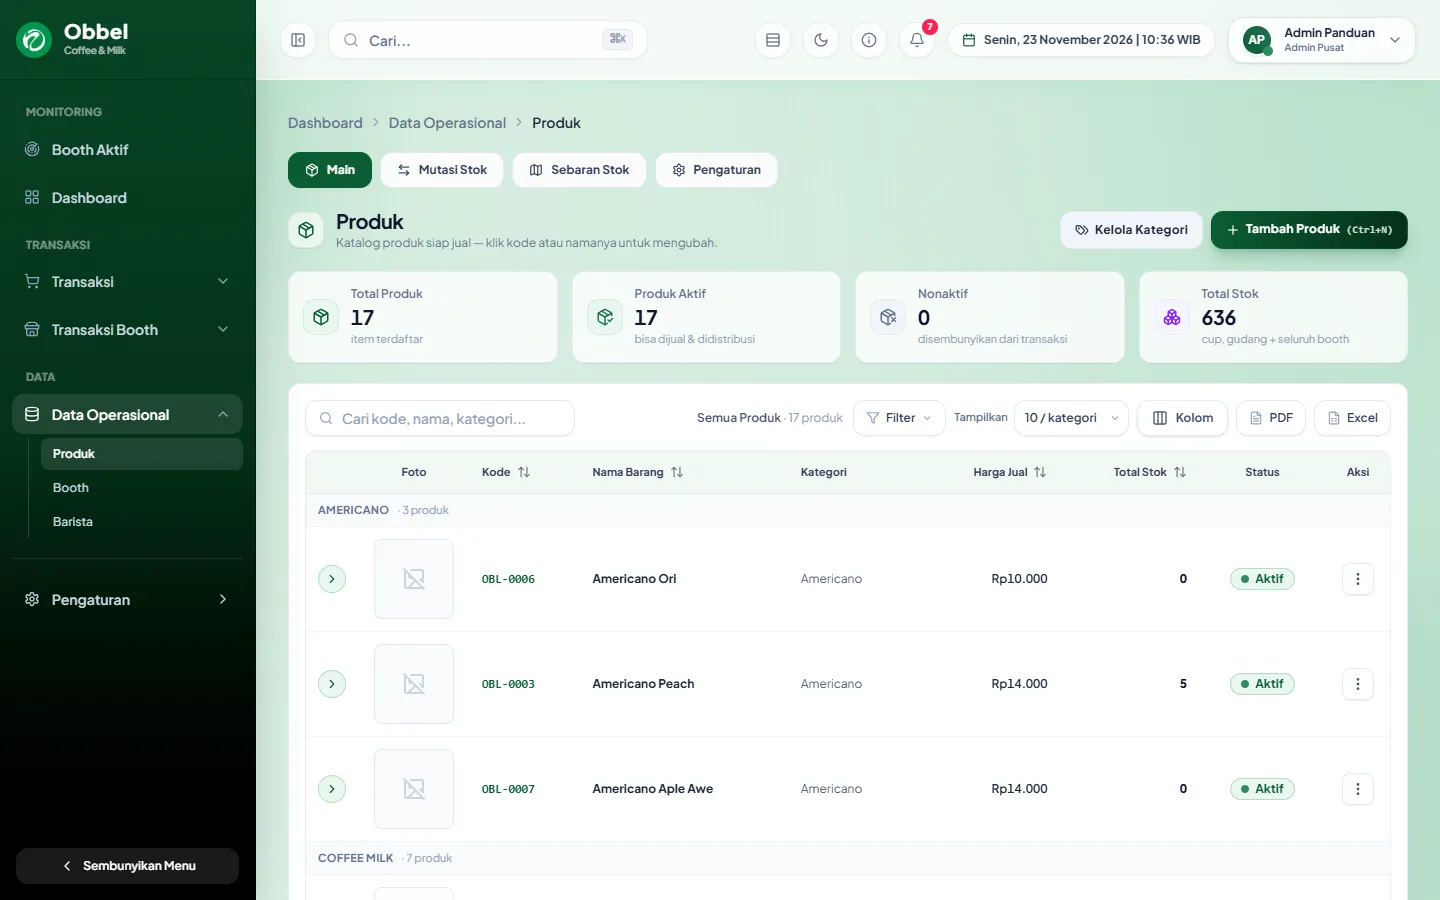 Obbel
Coffee & Milk
Cari...
⌘K
7
Senin, 23 November 2026 | 10:36 WIB
AP
Admin Panduan
Admin Pusat
MONITORING
Booth Aktif
Dashboard
TRANSAKSI
Transaksi
Transaksi Booth
DATA
Data Operasional
Produk
Booth
Barista
Pengaturan
Sembunyikan Menu
Dashboard > Data Operasional > Produk
Main
Mutasi Stok
Sebaran Stok
Pengaturan
Produk
Katalog produk siap jual — klik kode atau namanya untuk mengubah.
Kelola Kategori
+ Tambah Produk (Ctrl+N)
Total Produk
17
item terdaftar
Produk Aktif
17
bisa dijual & didistribusi
Nonaktif
0
disembunyikan dari transaksi
Total Stok
636
cup, gudang + seluruh booth
Cari kode, nama, kategori...
Semua Produk · 17 produk
Filter
Tampilkan
10 / kategori
Kolom
PDF
Excel
Foto Kode Nama Barang Kategori Harga Jual Total Stok Status Aksi
AMERICANO · 3 produk
OBL-0006 Americano Ori Americano Rp10.000 0 Aktif
OBL-0003 Americano Peach Americano Rp14.000 5 Aktif
OBL-0007 Americano Aple Awe Americano Rp14.000 0 Aktif
COFFEE MILK · 7 produk